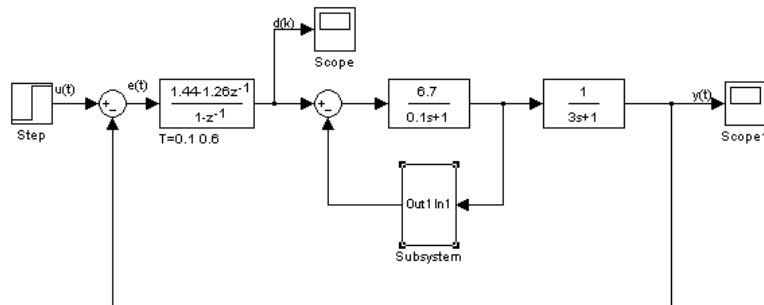 d(k)
Scope
u(t)
e(t)
Step
+
-
1.44-1.26z-1
1-z-1
T=0.1 0.6
+
-
6.7
0.1s+1
1
3s+1
y(t)
Scope1
Out1 In1
Subsystem